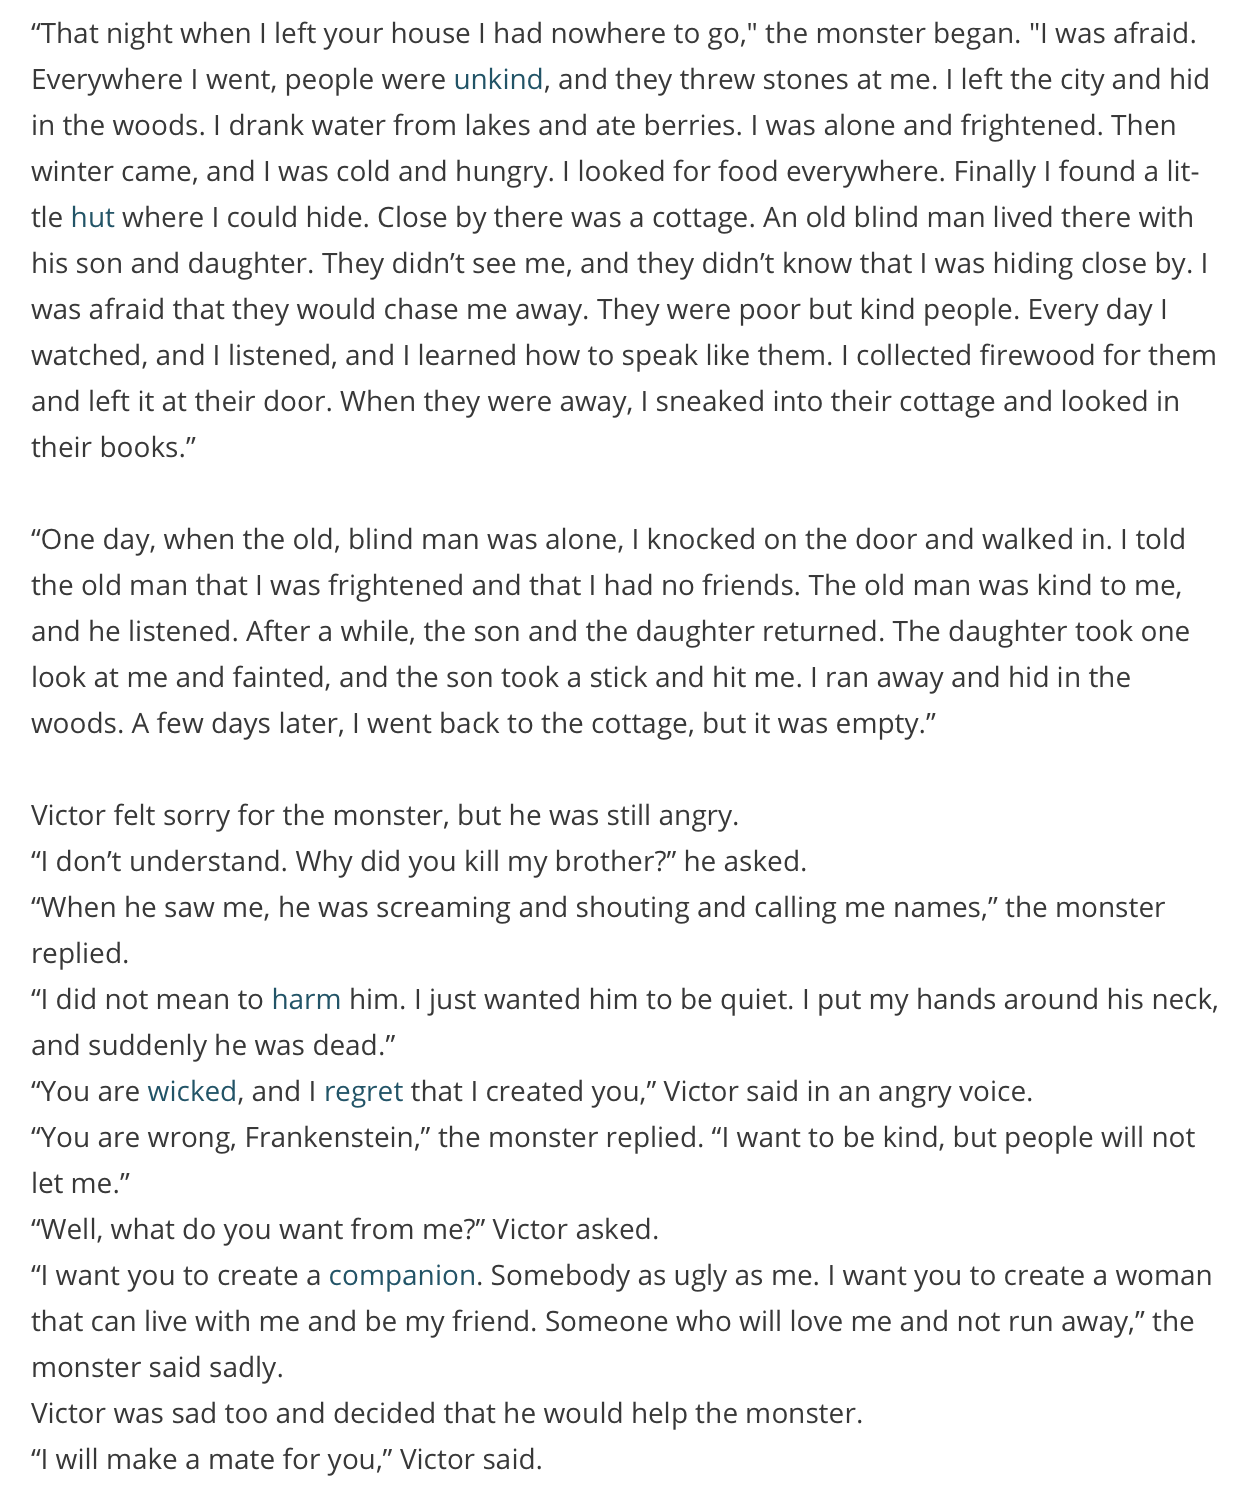 “That night when I left your house I had nowhere to go," the monster began. "I was afraid.
Everywhere I went, people were unkind, and they threw stones at me. I left the city and hid
in the woods. I drank water from lakes and ate berries. I was alone and frightened. Then
winter came, and I was cold and hungry. I looked for food everywhere. Finally I found a lit-
tle hut where I could hide. Close by there was a cottage. An old blind man lived there with
his son and daughter. They didn’t see me, and they didn’t know that I was hiding close by. I
was afraid that they would chase me away. They were poor but kind people. Every day I
watched, and I listened, and I learned how to speak like them. I collected firewood for them
and left it at their door. When they were away, I sneaked into their cottage and looked in
their books.”
“One day, when the old, blind man was alone, I knocked on the door and walked in. I told
the old man that I was frightened and that I had no friends. The old man was kind to me,
and he listened. After a while, the son and the daughter returned. The daughter took one
look at me and fainted, and the son took a stick and hit me. I ran away and hid in the
woods. A few days later, I went back to the cottage, but it was empty.”
Victor felt sorry for the monster, but he was still angry.
“I don’t understand. Why did you kill my brother?” he asked.
“When he saw me, he was screaming and shouting and calling me names,” the monster
replied.
“I did not mean to harm him. I just wanted him to be quiet. I put my hands around his neck,
and suddenly he was dead.”
“You are wicked, and I regret that I created you,” Victor said in an angry voice.
“You are wrong, Frankenstein,” the monster replied. “I want to be kind, but people will not
let me.”
“Well, what do you want from me?” Victor asked.
“I want you to create a companion. Somebody as ugly as me. I want you to create a woman
that can live with me and be my friend. Someone who will love me and not run away,” the
monster said sadly.
Victor was sad too and decided that he would help the monster.
“I will make a mate for you,” Victor said.